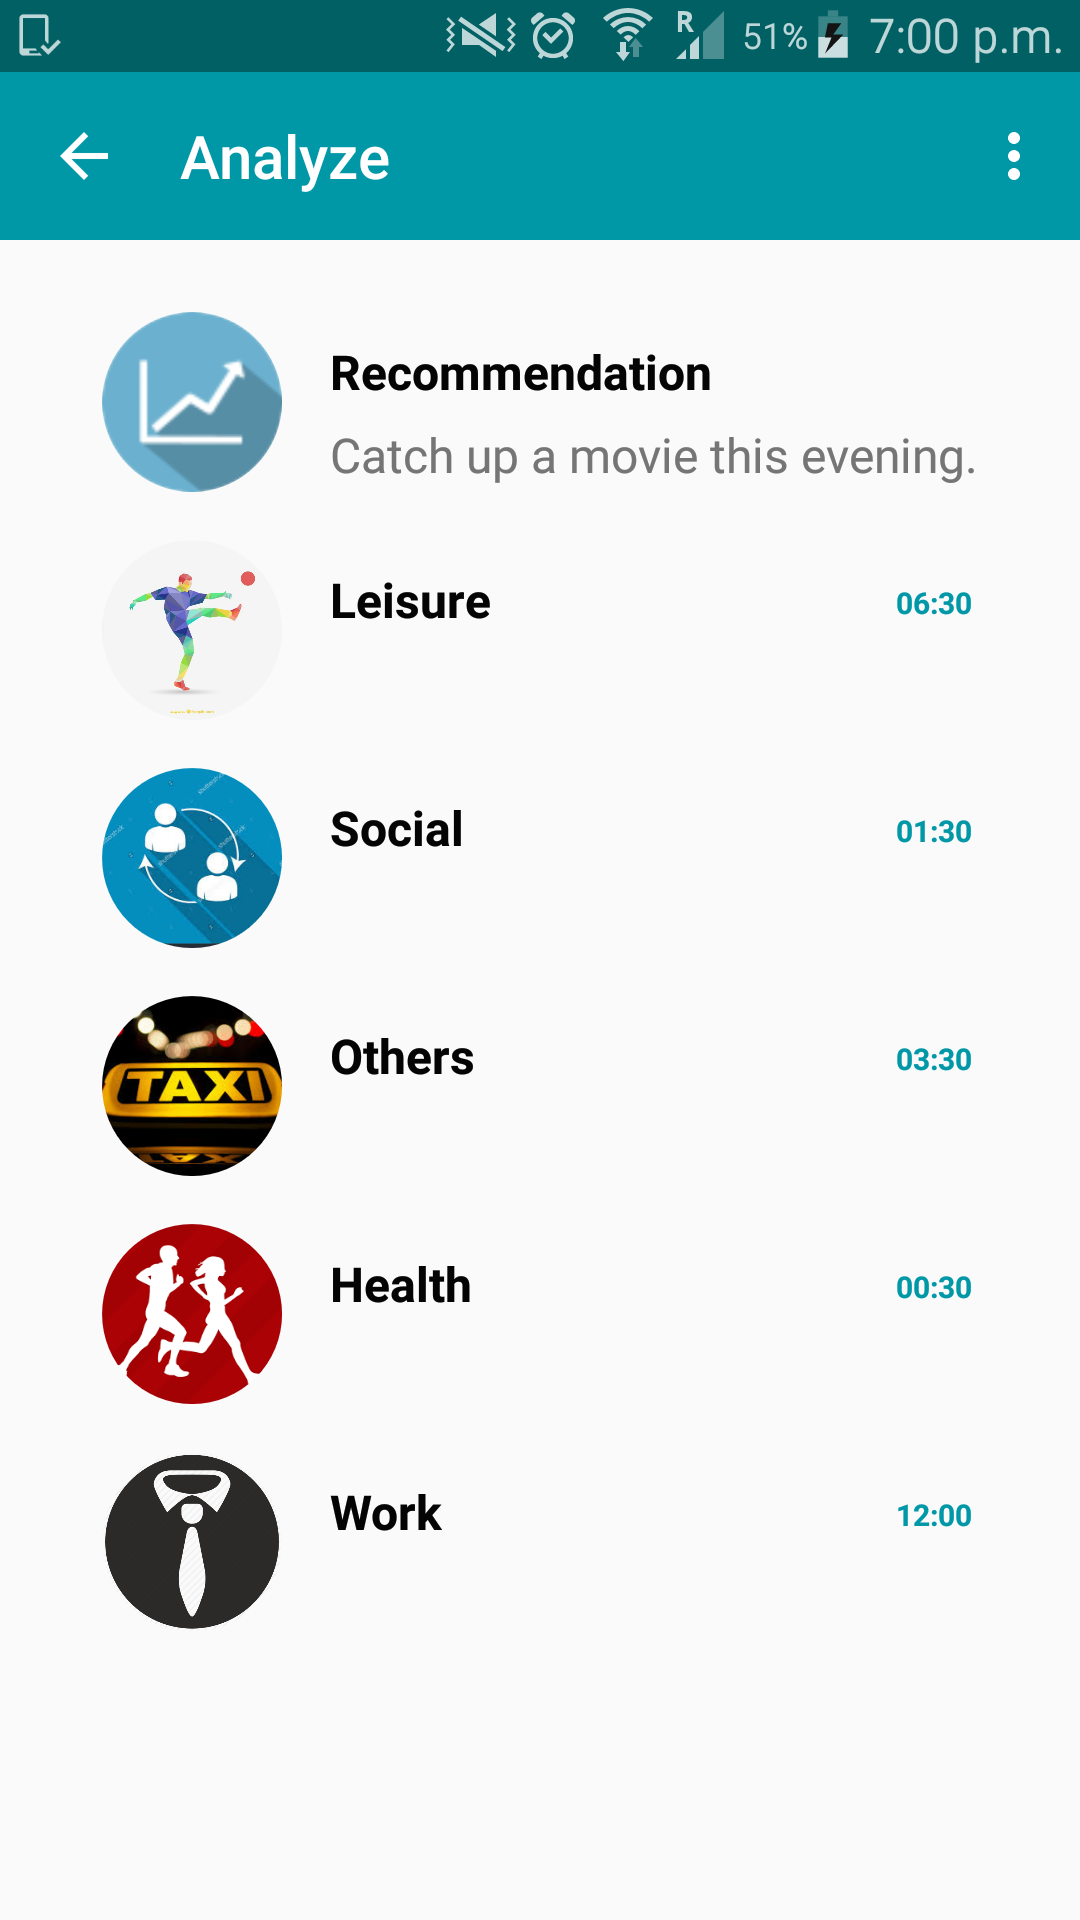 R 51% 7:00 p.m.
Analyze
Recommendation
Catch up a movie this evening.
Leisure 06:30
Social 01:30
Others 03:30
TAXI
Health 00:30
Work 12:00